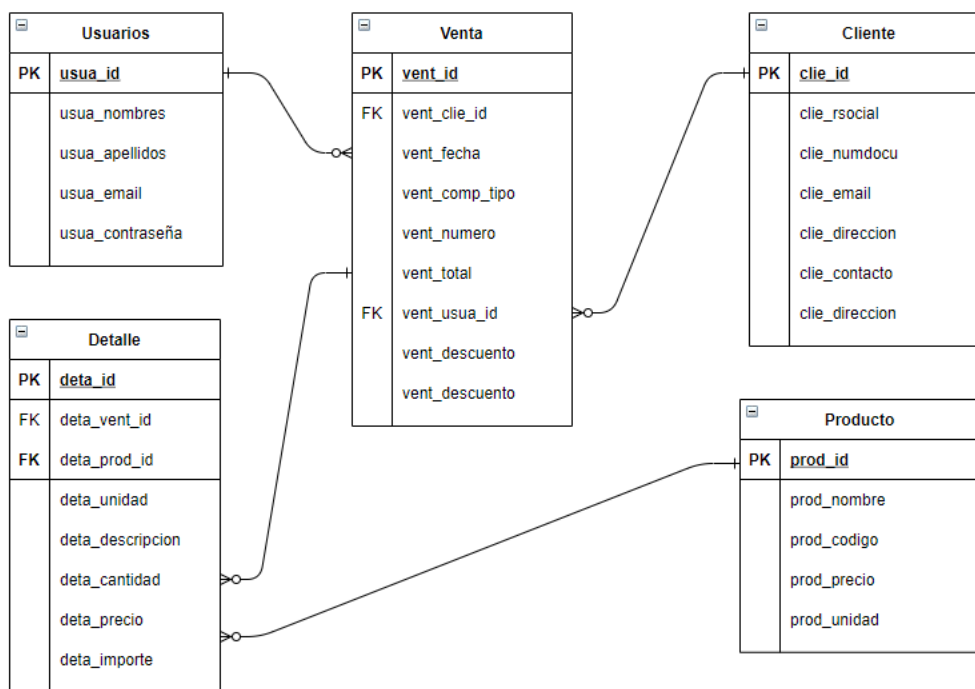 Usuarios
PK usua_id
usua_nombres
usua_apellidos
usua_email
usua_contraseña
Venta
PK vent_id
FK vent_clie_id
vent_fecha
vent_comp_tipo
vent_numero
vent_total
FK vent_usua_id
vent_descuento
vent_descuento
Cliente
PK clie_id
clie_rsocial
clie_numdocu
clie_email
clie_direccion
clie_contacto
clie_direccion
Detalle
PK deta_id
FK deta_vent_id
FK deta_prod_id
deta_unidad
deta_descripcion
deta_cantidad
deta_precio
deta_importe
Producto
PK prod_id
prod_nombre
prod_codigo
prod_precio
prod_unidad